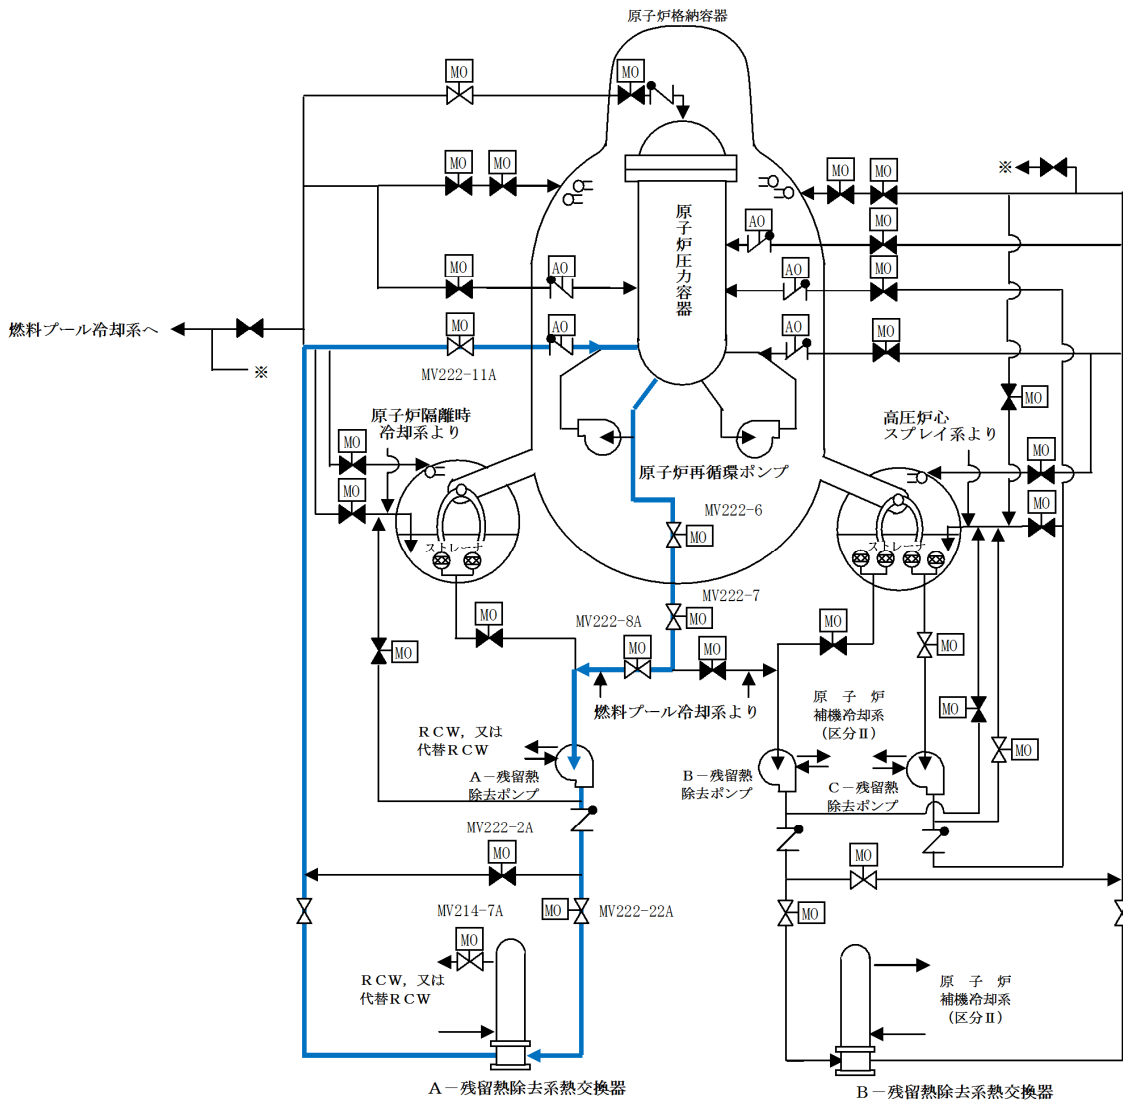 原子炉格納容器
MO
MO
MO
MO
MO
MO
※
原子炉圧力容器
AO
MO
MO
AO
AO
MO
燃料プール冷却系へ
MO
AO
AO
MO
※
MV222-11A
MO
原子炉隔離時
冷却系より
高圧炉心
スプレイ系より
MO
MO
原子炉再循環ポンプ
MO
MO
MV222-6
MO
ストレーナ
ストレーナ
MV222-7
MO
MV222-8A
MO
MO
MO
MO
MO
MO
MO
燃料プール冷却系より
原子炉
補機冷却系
(区分Ⅱ)
MO
MO
RCW, 又は
代替RCW
A-残留熱
除去ポンプ
B-残留熱
除去ポンプ
C-残留熱
除去ポンプ
MV222-2A
MO
MO
MV214-7A
MO
MV222-22A
MO
MO
RCW, 又は
代替RCW
原子炉
補機冷却系
(区分Ⅱ)
A-残留熱除去系熱交換器
B-残留熱除去系熱交換器